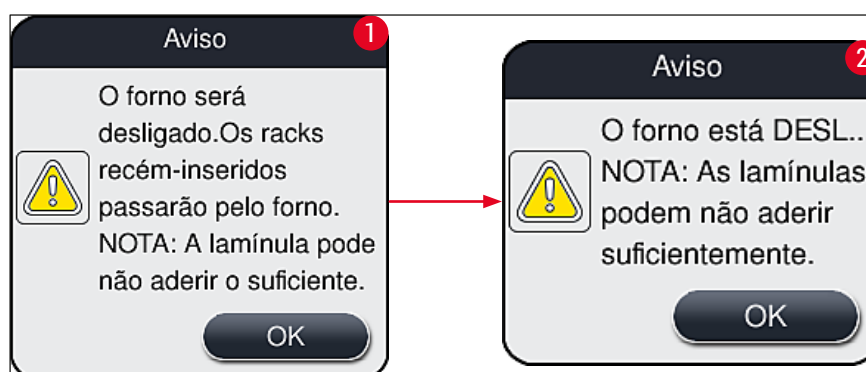 Aviso
1
O forno será
desligado.Os racks
recém-inseridos
passarão pelo forno.
NOTA: A lamínula pode
não aderir o suficiente.
OK
Aviso
2
O forno está DESL..
NOTA: As lamínulas
podem não aderir
suficientemente.
OK